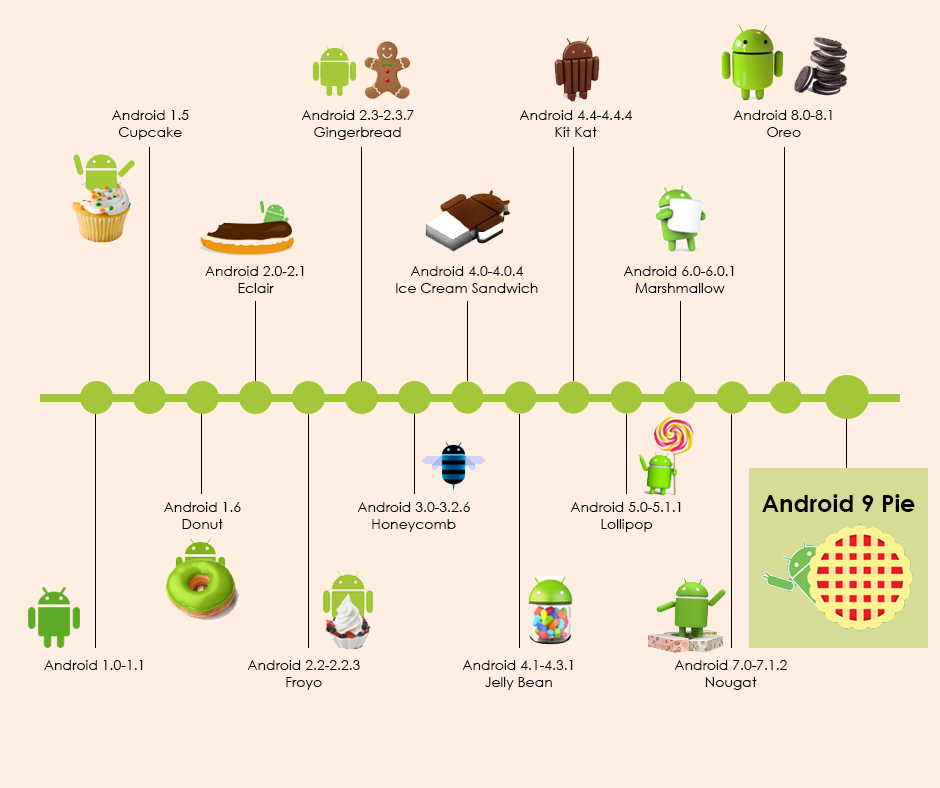 Android 1.5
Cupcake
Android 2.3-2.3.7
Gingerbread
Android 4.4-4.4.4
Kit Kat
Android 8.0-8.1
Oreo
Android 2.0-2.1
Eclair
Android 4.0-4.0.4
Ice Cream Sandwich
Android 6.0-6.0.1
Marshmallow
Android 1.6
Donut
Android 3.0-3.2.6
Honeycomb
Android 5.0-5.1.1
Lollipop
Android 9 Pie
Android 1.0-1.1
Android 2.2-2.2.3
Froyo
Android 4.1-4.3.1
Jelly Bean
Android 7.0-7.1.2
Nougat